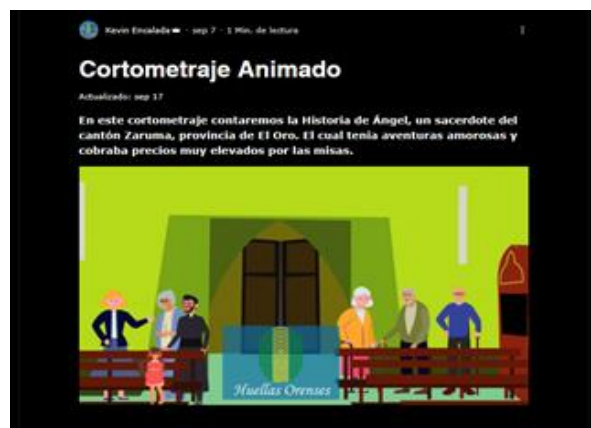 Kevin Encalada · sep 7 · 1 Min. de lectura
Cortometraje Animado
Actualizado: sep 17
En este cortometraje contaremos la Historia de Ángel, un sacerdote del
cantón Zaruma, provincia de El Oro. El cual tenia aventuras amorosas y
cobraba precios muy elevados por las misas.
Huellas Orenses